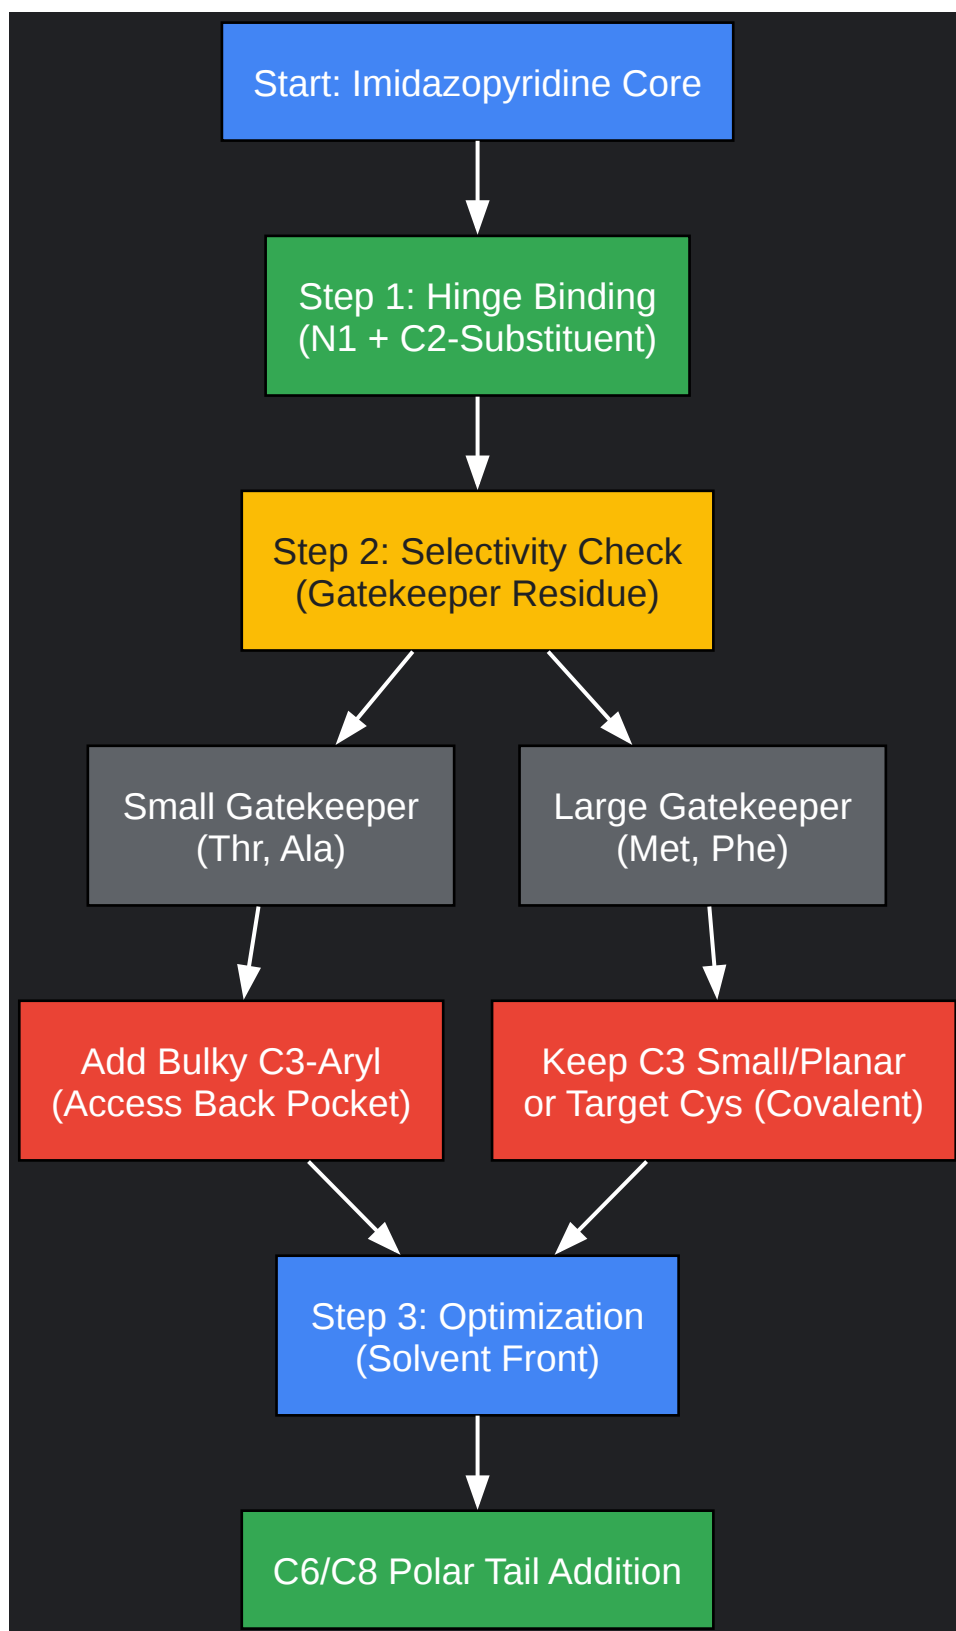 Start: Imidazopyridine Core
Step 1: Hinge Binding
(N1 + C2-Substituent)
Step 2: Selectivity Check
(Gatekeeper Residue)
Small Gatekeeper
(Thr, Ala)
Large Gatekeeper
(Met, Phe)
Add Bulky C3-Aryl
(Access Back Pocket)
Keep C3 Small/Planar
or Target Cys (Covalent)
Step 3: Optimization
(Solvent Front)
C6/C8 Polar Tail Addition